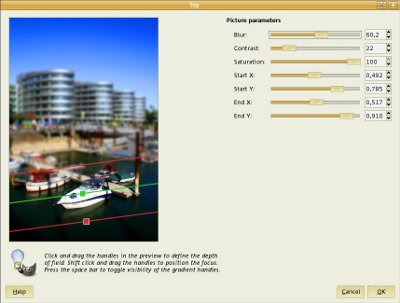 Toy
Picture parameters
Blur: 60,2
Contrast: 22
Saturation: 100
Start X: 0,492
Start Y: 0,785
End X: 0,517
End Y: 0,918
Click and drag the handles in the preview to define the depth
of field. Shift click and drag the handles to position the focus.
Press the space bar to toggle visibility of the gradient handles.
Help
Cancel
OK